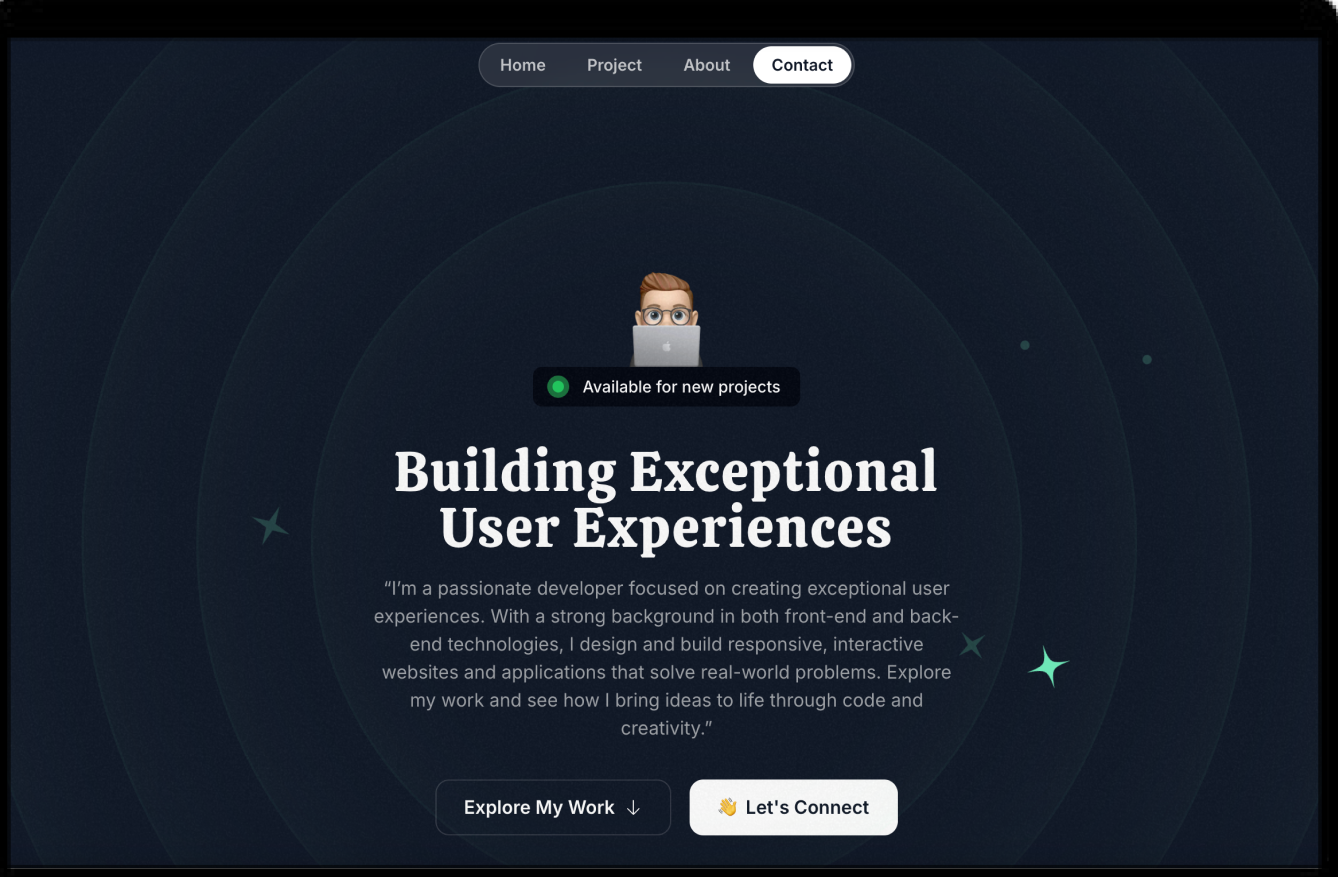 Home Project About Contact
Available for new projects
Building Exceptional
User Experiences
“I’m a passionate developer focused on creating exceptional user
experiences. With a strong background in both front-end and back-
end technologies, I design and build responsive, interactive
websites and applications that solve real-world problems. Explore
my work and see how I bring ideas to life through code and
creativity.”
Explore My Work ↓ 👋 Let's Connect